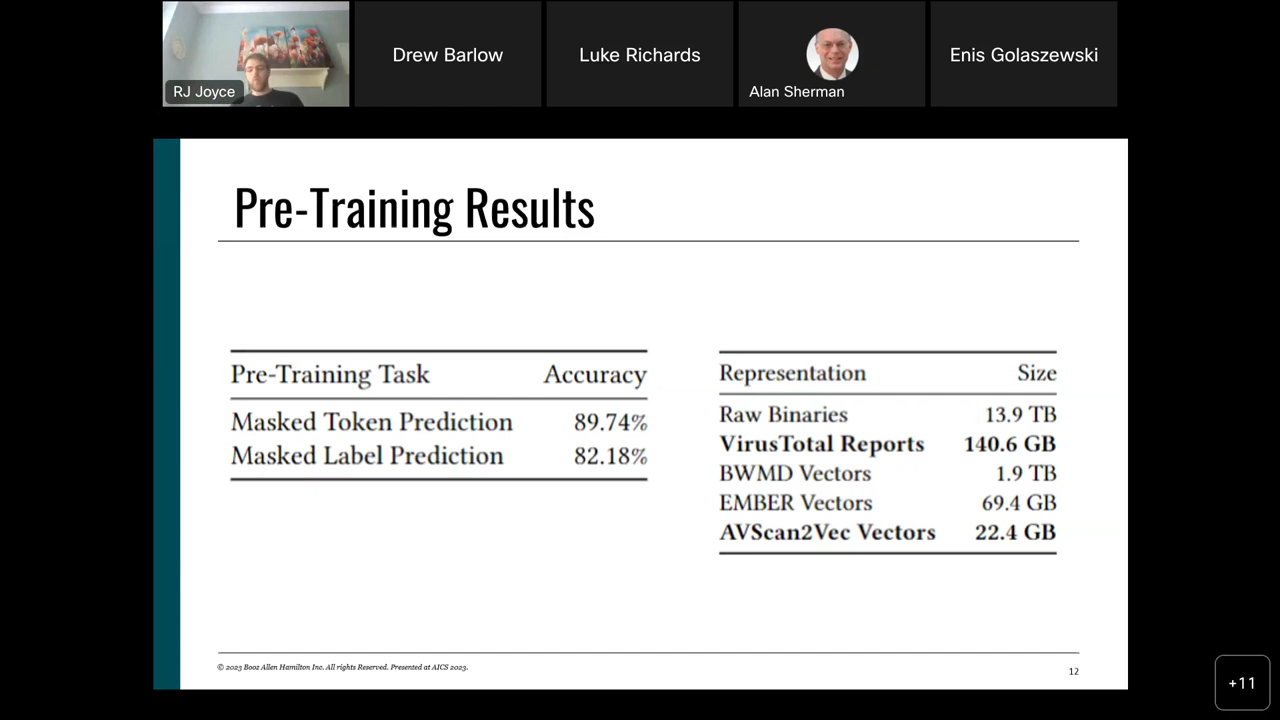 RJ Joyce
Drew Barlow
Luke Richards
Alan Sherman
Enis Golaszewski
Pre-Training Results
Pre-Training Task Accuracy
Masked Token Prediction 89.74%
Masked Label Prediction 82.18%
Representation Size
Raw Binaries 13.9 TB
VirusTotal Reports 140.6 GB
BWMD Vectors 1.9 TB
EMBER Vectors 69.4 GB
AVScan2Vec Vectors 22.4 GB
© 2023 Booz Allen Hamilton Inc. All rights Reserved. Presented at AICS 2023.
12
+11